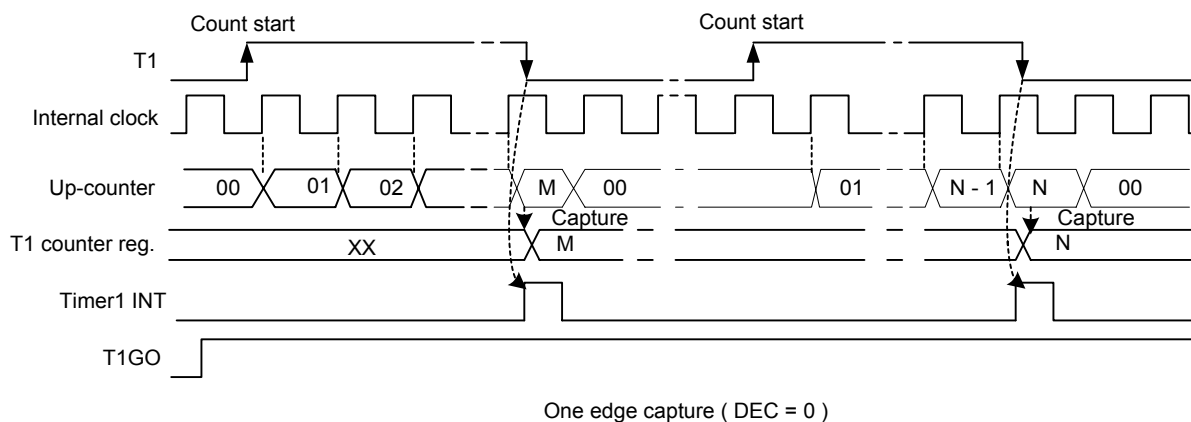 Count start Count start
T1
Internal clock
Up-counter 00 01 02 M 00 01 N - 1 N 00
Capture Capture
T1 counter reg. XX M N
Timer1 INT
T1GO
One edge capture ( DEC = 0 )